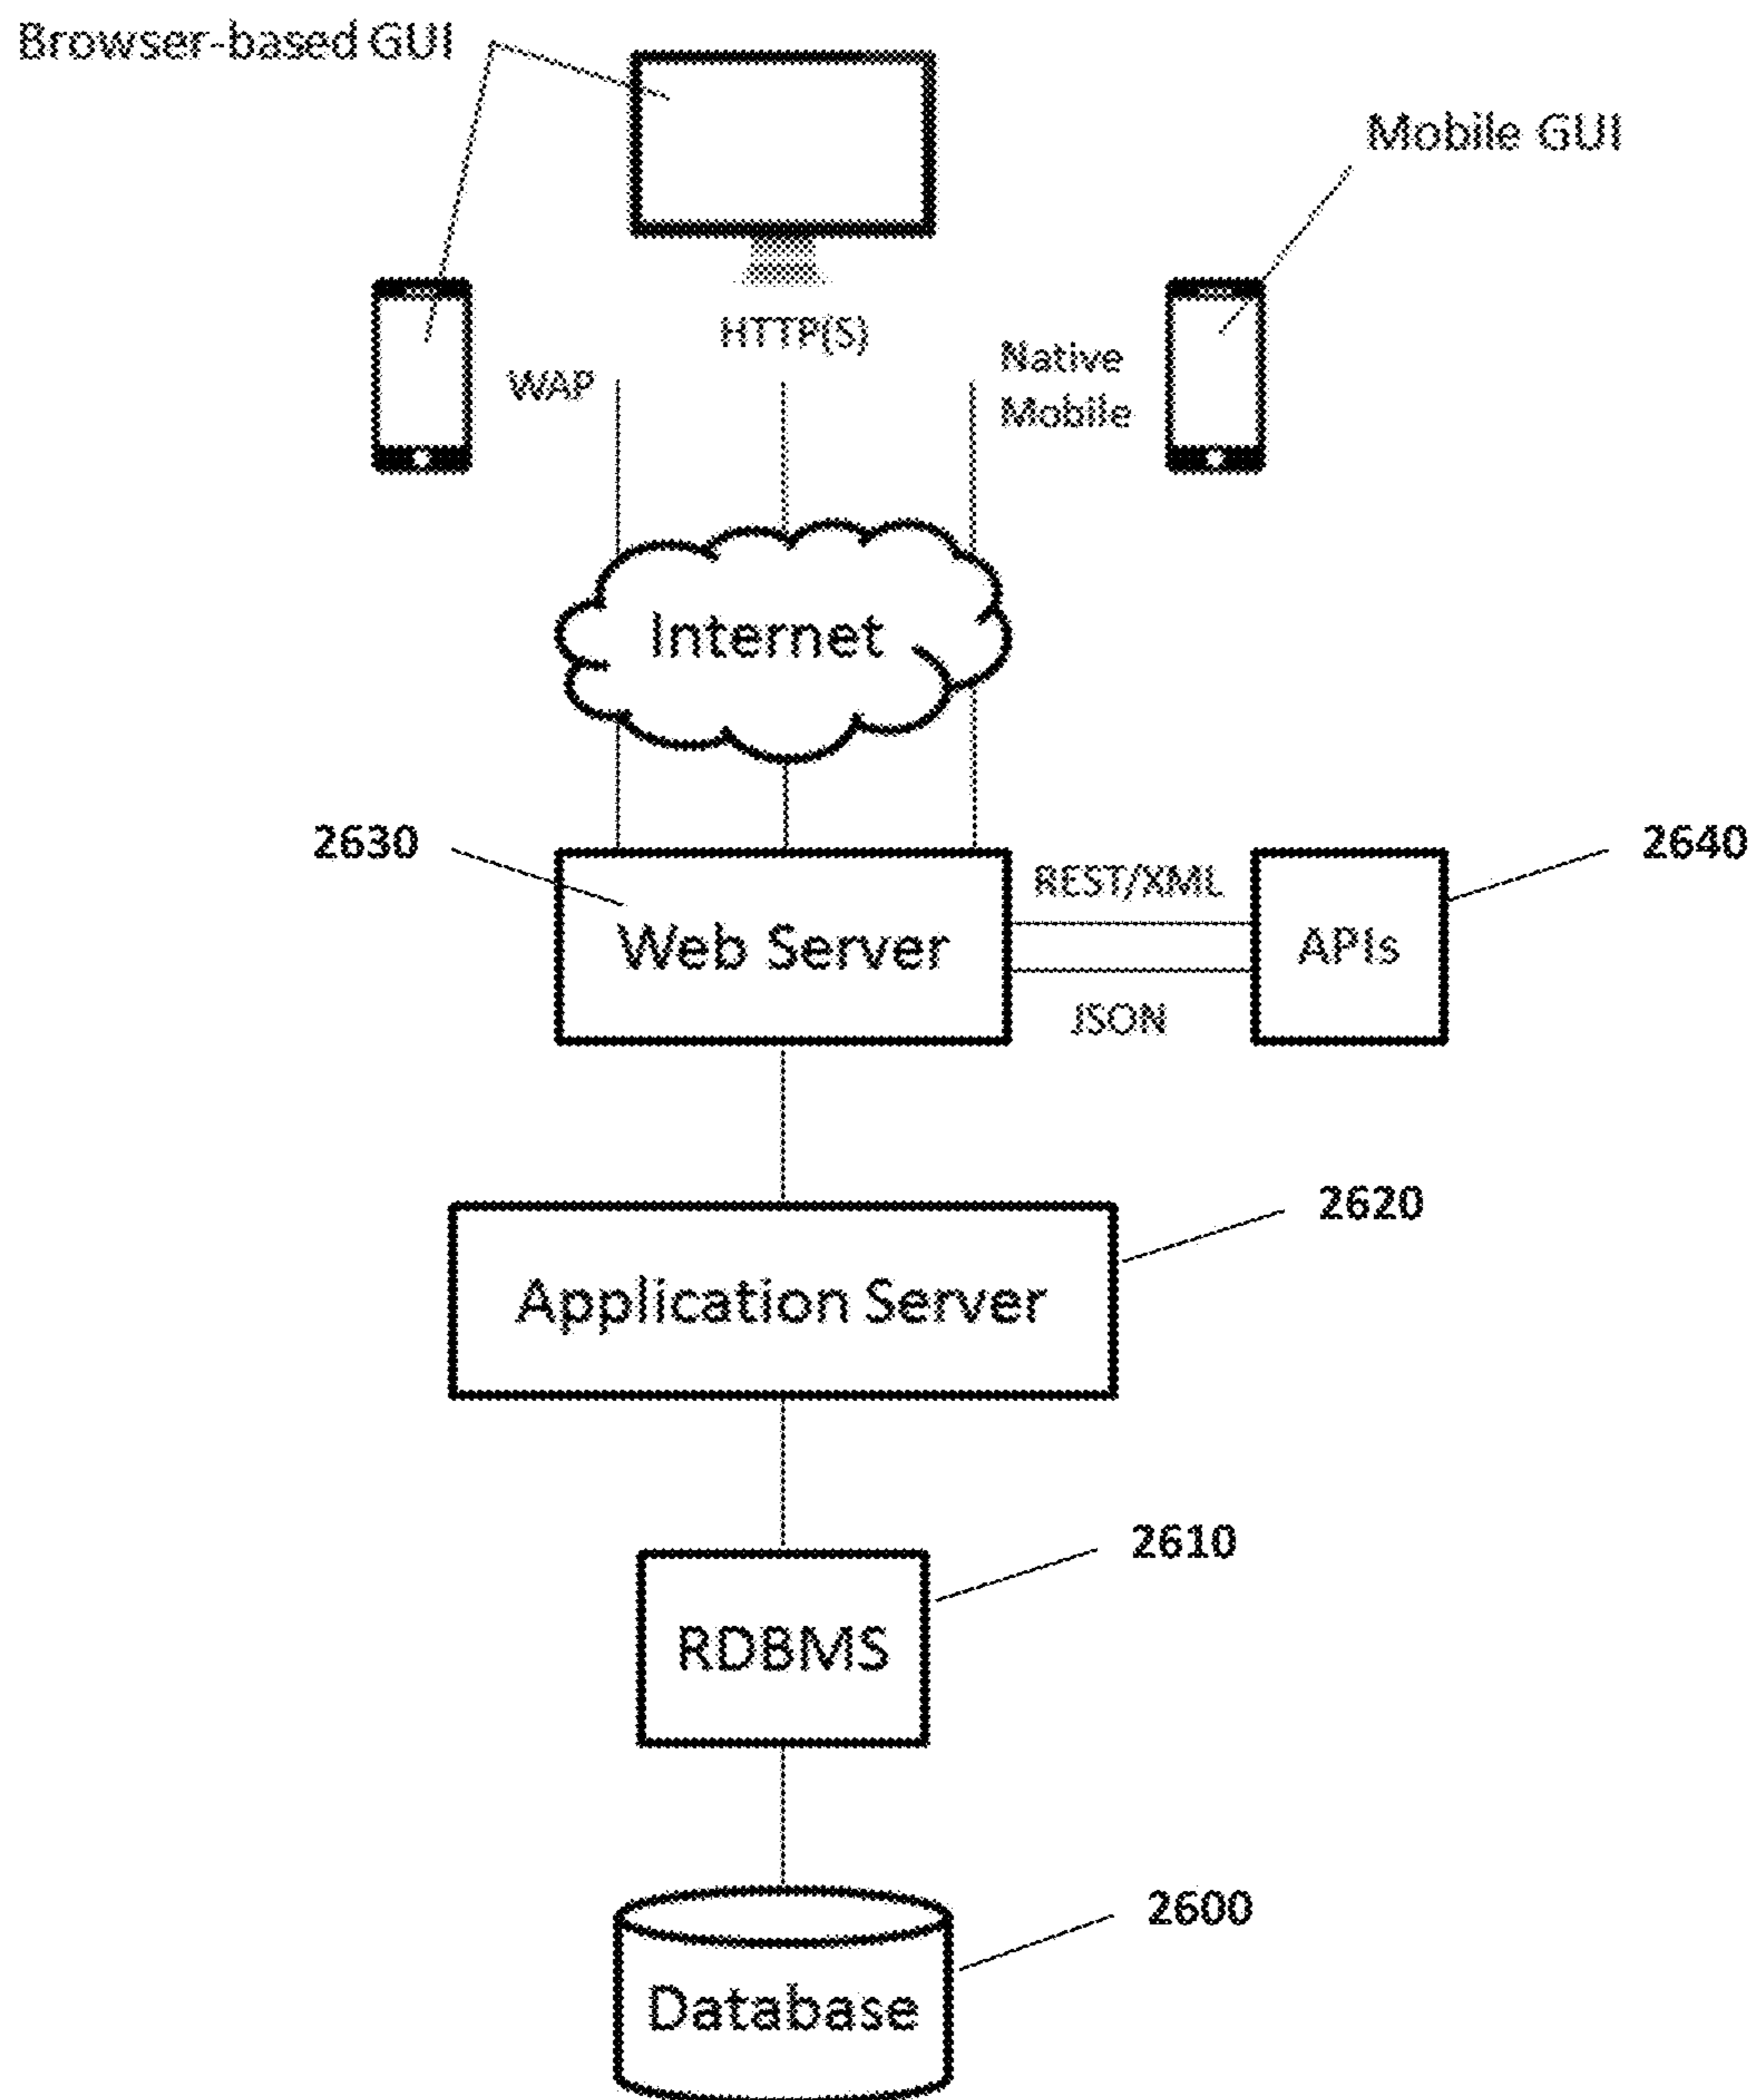 Browser-based GUI
Mobile GUI
HTTP(S)
WAP
Native
Mobile
Internet
2630
2640
REST/XML
Web Server
APIs
JSON
2620
Application Server
2610
RDBMS
2600
Database